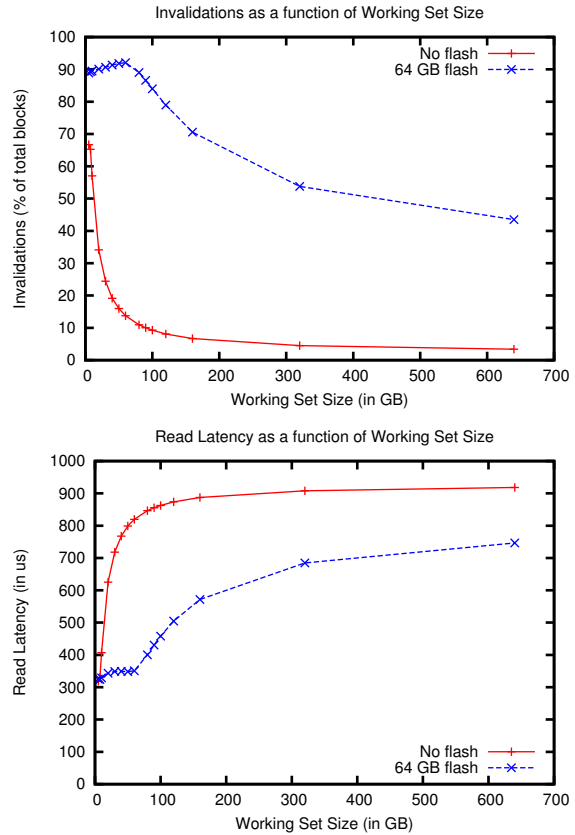 Invalidations as a function of Working Set Size
Invalidations (% of total blocks)
100
90
80
70
60
50
40
30
20
10
0
No flash
64 GB flash
0 100 200 300 400 500 600 700
Working Set Size (in GB)
Read Latency as a function of Working Set Size
Read Latency (in us)
1000
900
800
700
600
500
400
300
200
100
0
No flash
64 GB flash
0 100 200 300 400 500 600 700
Working Set Size (in GB)